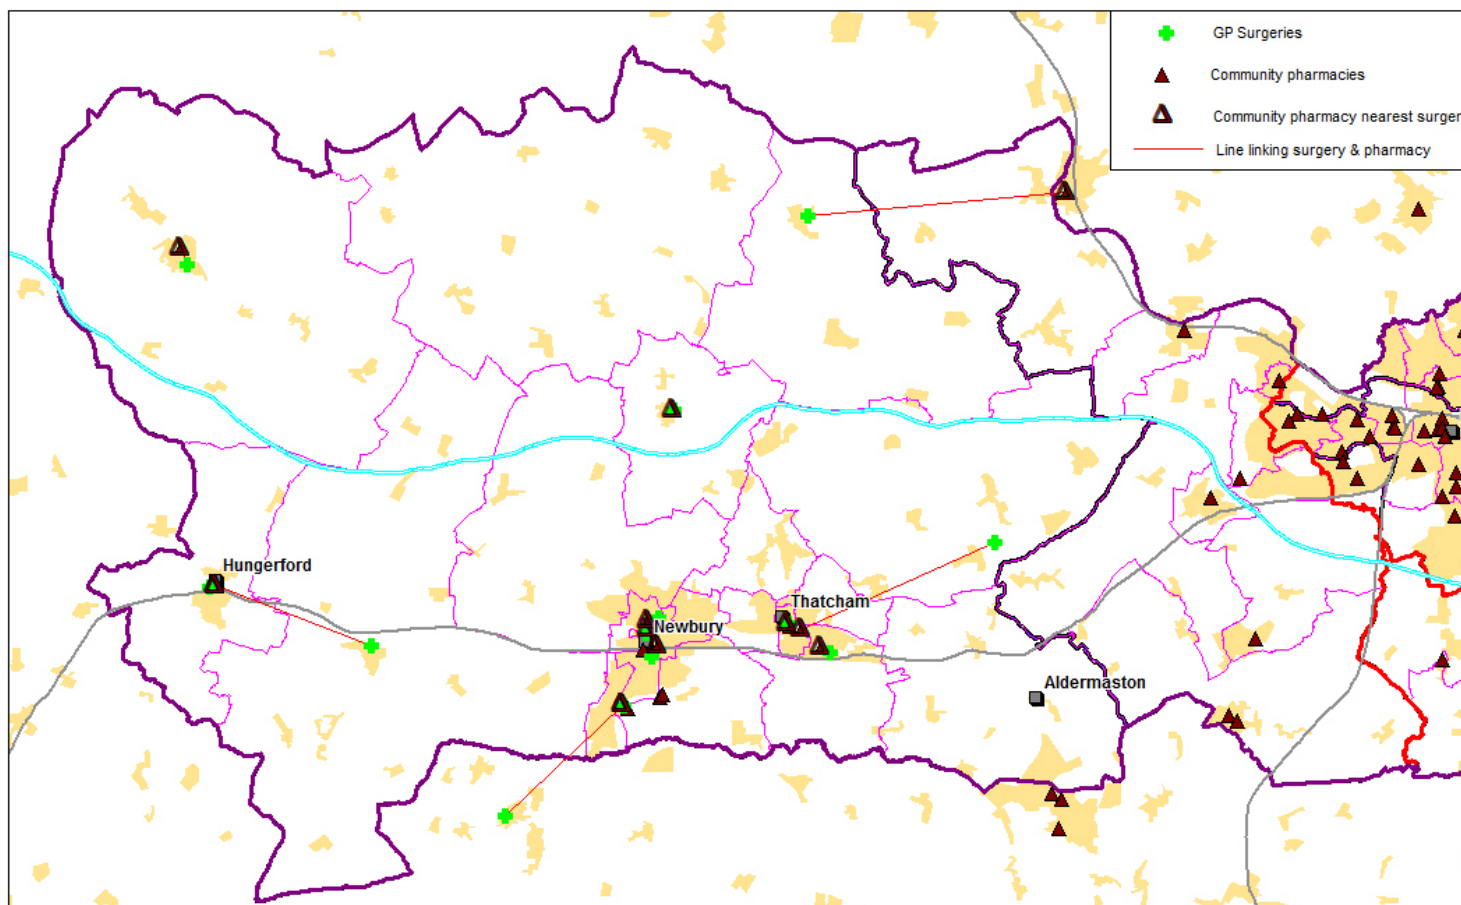 GP Surgeries
Community pharmacies
Community pharmacy nearest surger
Line linking surgery & pharmacy
Hungerford
Thatcham
Newbury
Aldermaston